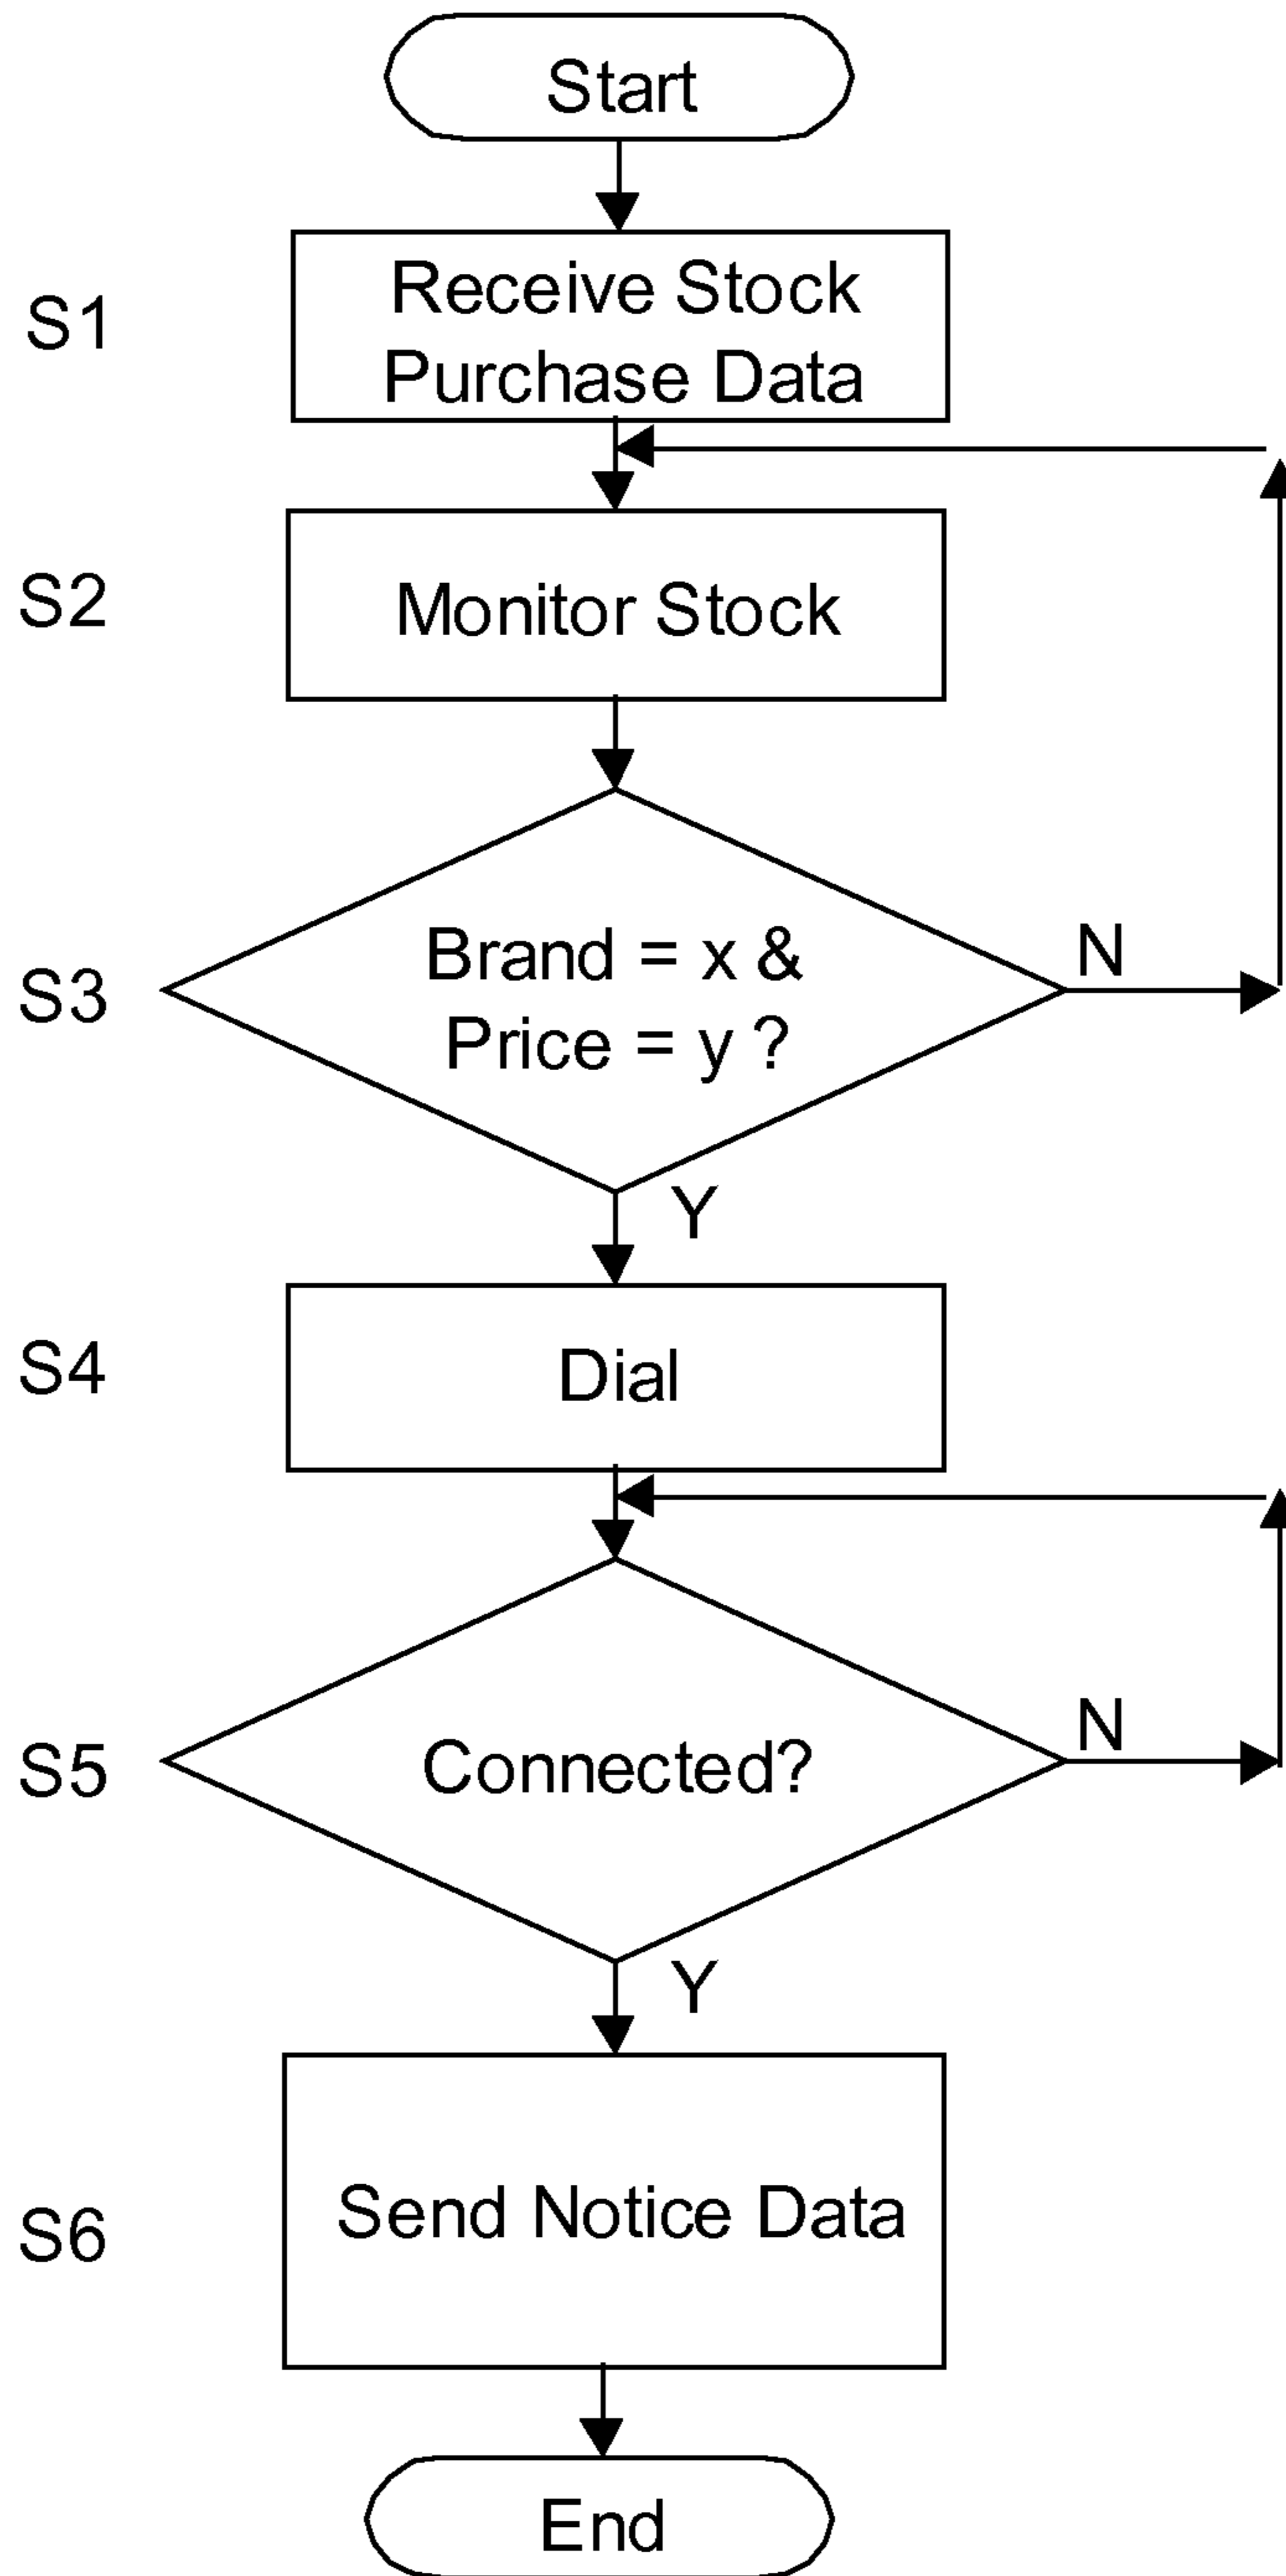 Start
S1
Receive Stock
Purchase Data
S2
Monitor Stock
S3
Brand = x &
Price = y ?
N
Y
S4
Dial
S5
Connected?
N
Y
S6
Send Notice Data
End